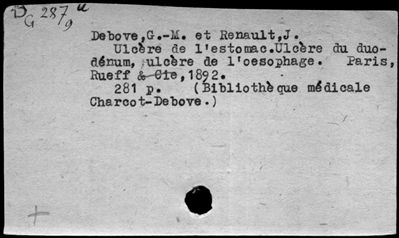 D 287 u
G 9
Debove,G.-M. et Renault,J.
Ulcère de l'estomac.Ulcère du duo-
dénum, ulcère de l'oesophage. Paris,
Rueff & Cie,1892.
281 p. (Bibliothèque médicale
Charcot-Debove.)